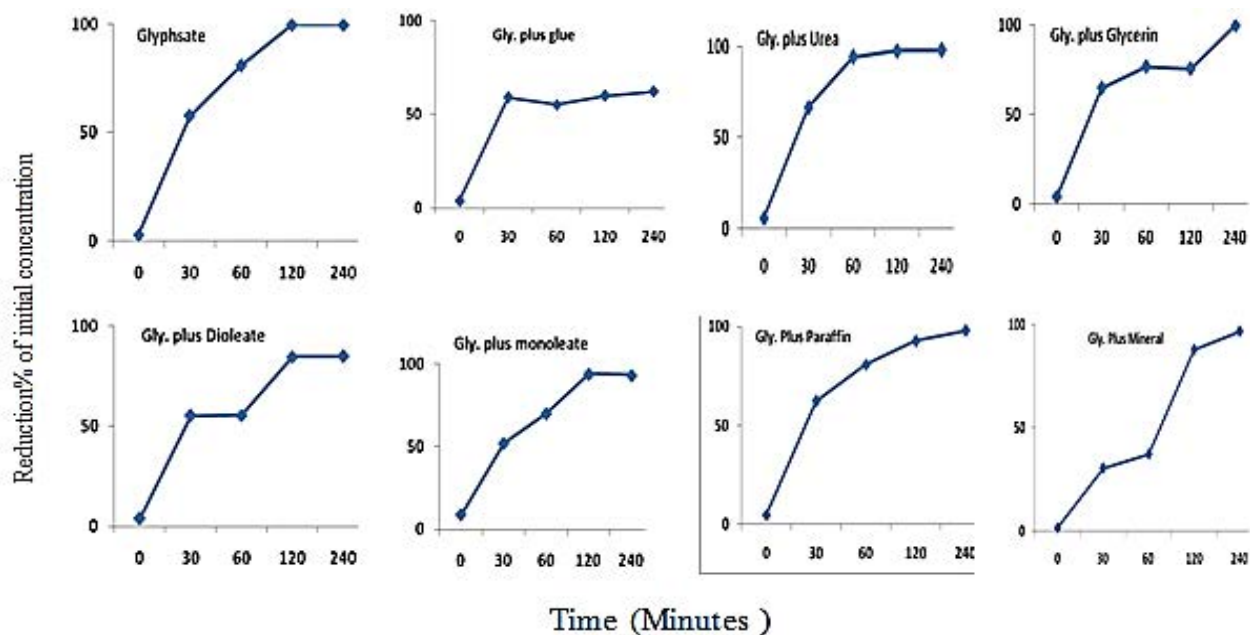 Reduction% of initial concentration
Glyphsate
100
50
0
0 30 60 120 240
Gly. plus glue
100
50
0
0 30 60 120 240
Gly. plus Urea
100
50
0
0 30 60 120 240
Gly. plus Glycerin
100
50
0
0 30 60 120 240
Gly. plus Dioleate
100
50
0
0 30 60 120 240
Gly. plus monoleate
100
50
0
0 30 60 120 240
Gly. Plus Paraffin
100
50
0
0 30 60 120 240
Gly. Plus Mineral
100
50
0
0 30 60 120 240
Time (Minutes )